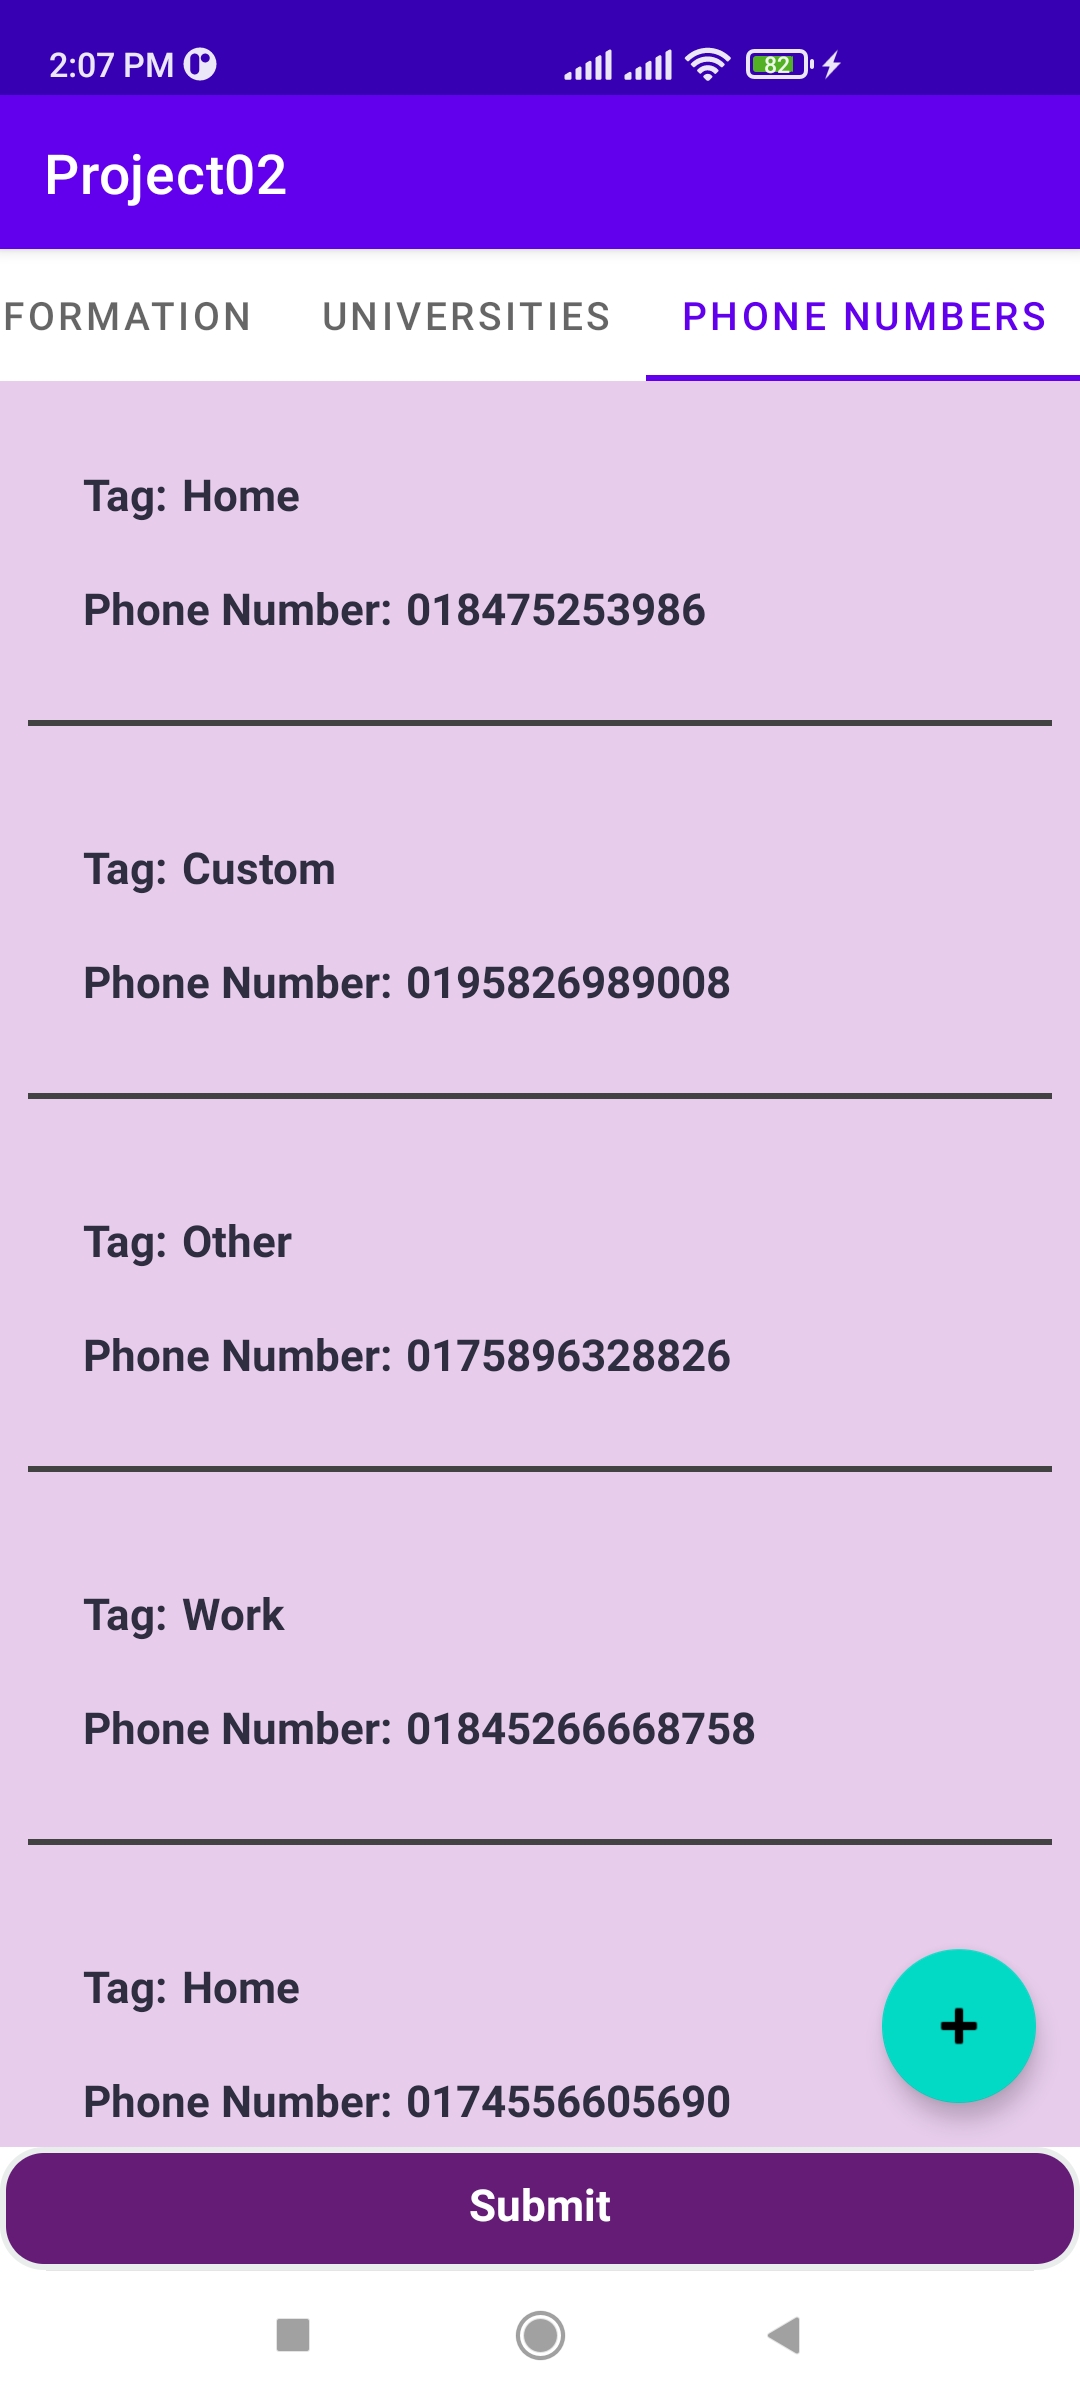 2:07 PM
82
Project02
FORMATION UNIVERSITIES PHONE NUMBERS
Tag: Home
Phone Number: 018475253986
Tag: Custom
Phone Number: 0195826989008
Tag: Other
Phone Number: 0175896328826
Tag: Work
Phone Number: 01845266668758
Tag: Home
Phone Number: 0174556605690
Submit